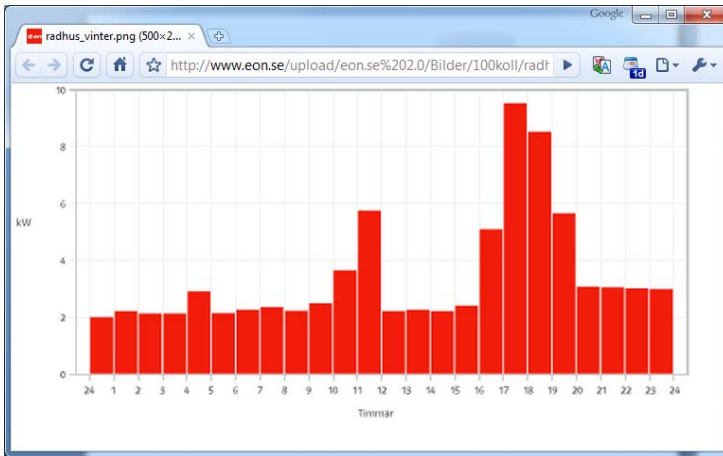 Google
e·on radhus_vinter.png (500×2...
http://www.eon.se/upload/eon.se%202.0/Bilder/100koll/radh
1d
10
8
6
kW
4
2
0
24 1 2 3 4 5 6 7 8 9 10 11 12 13 14 15 16 17 18 19 20 21 22 23 24
Timmar